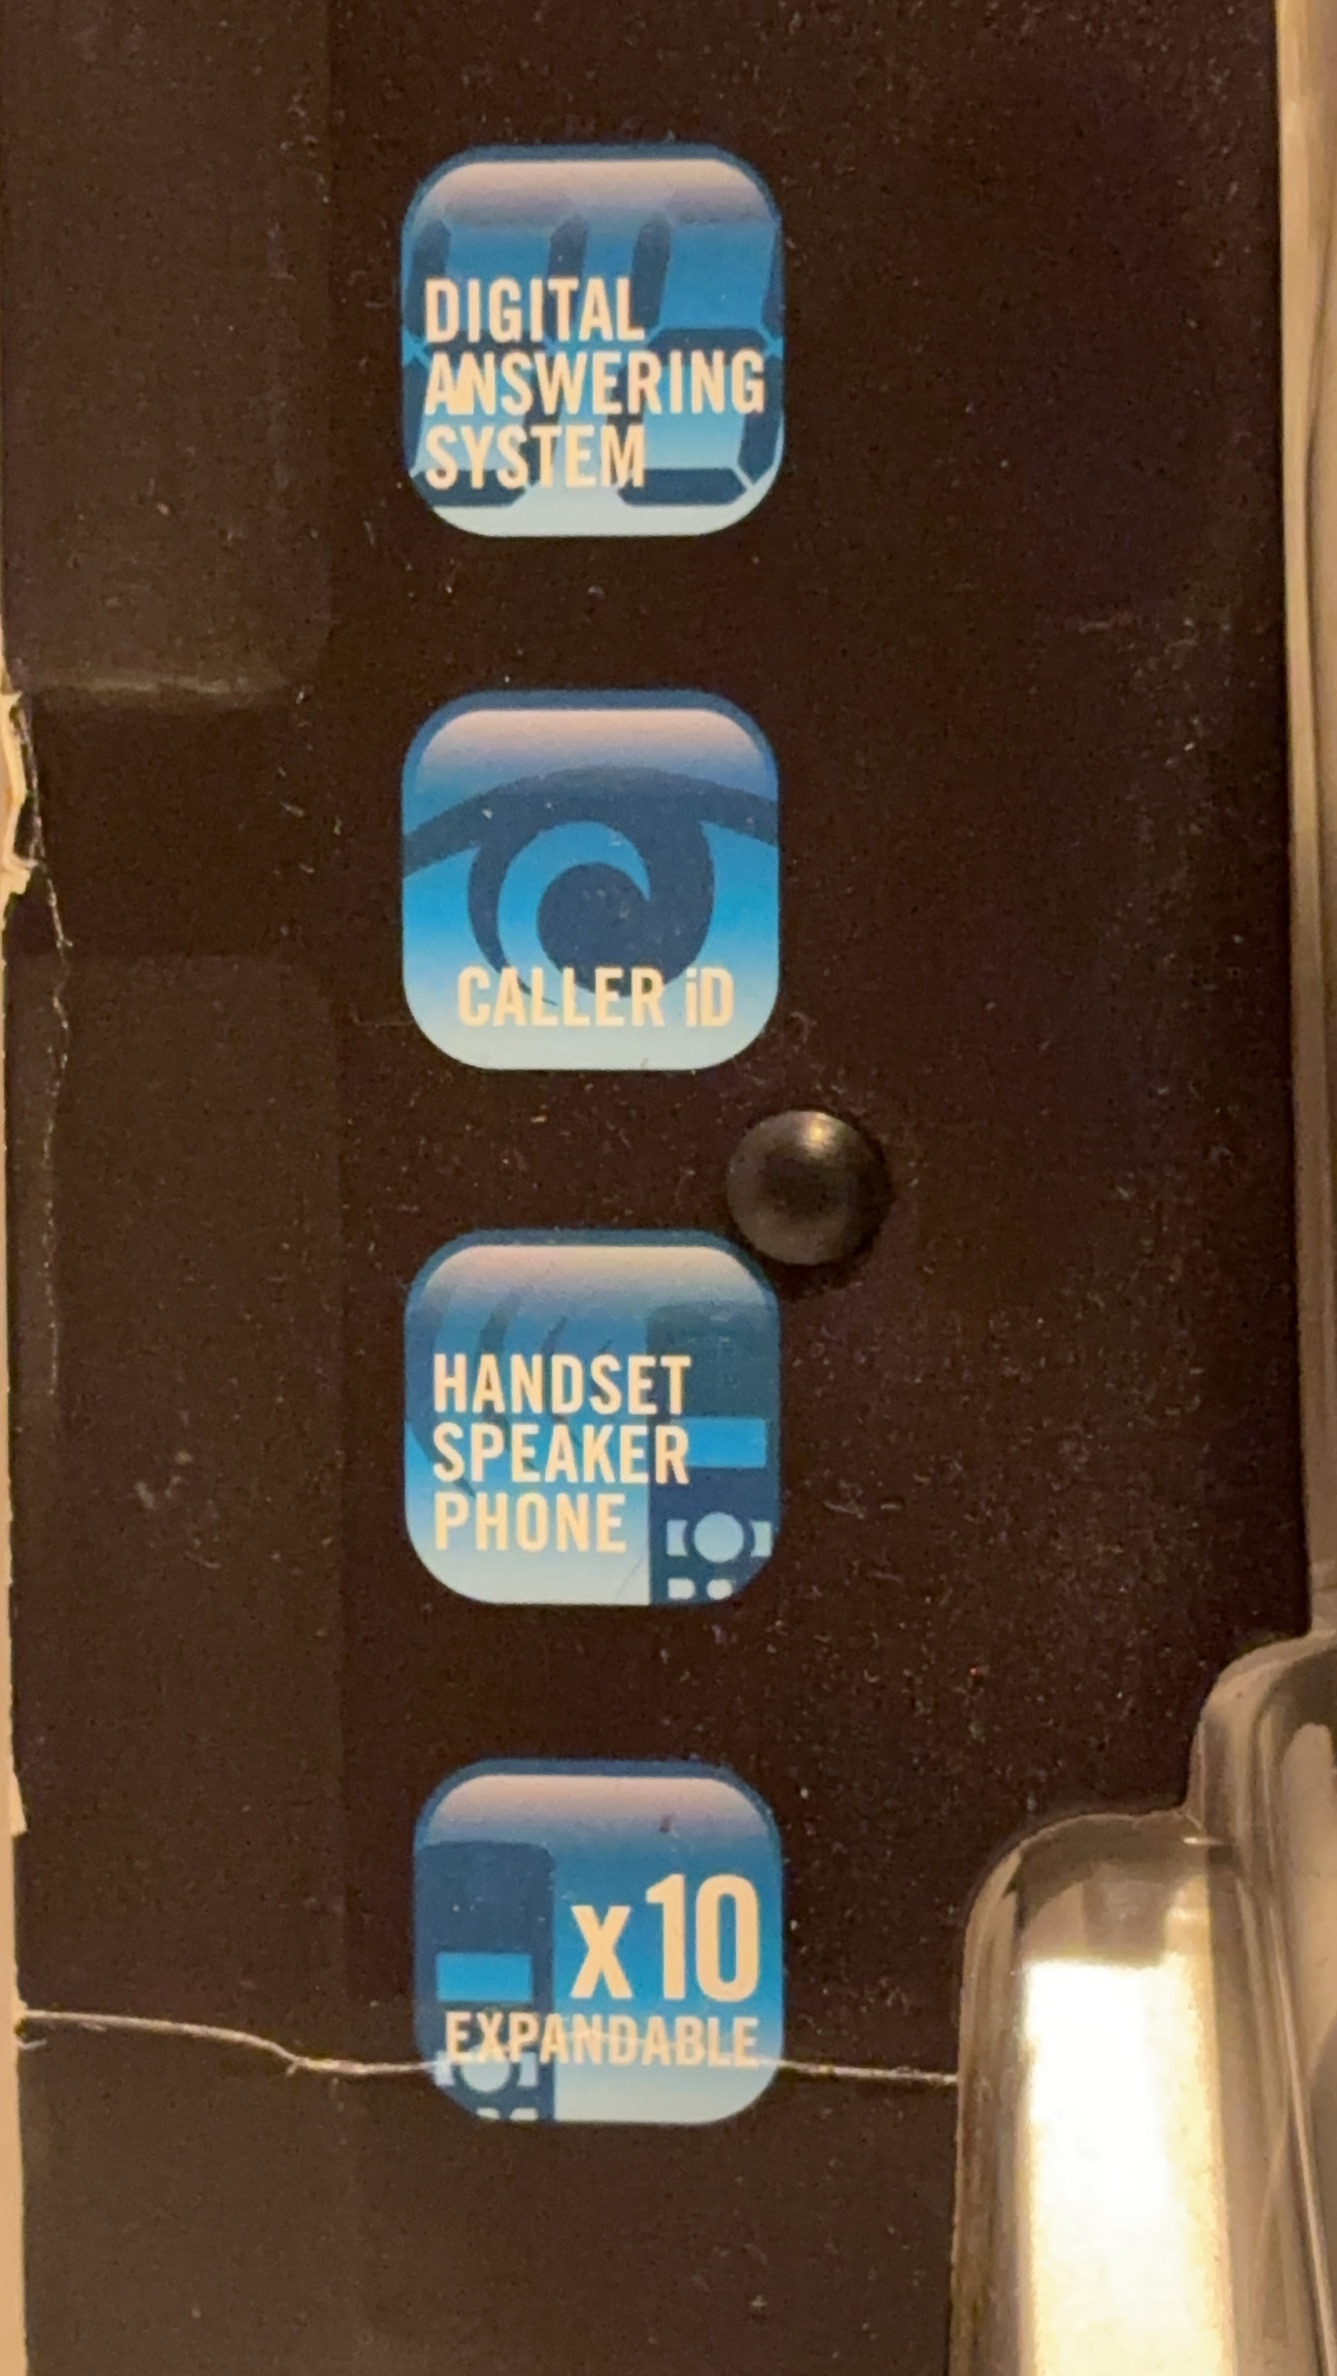 DIGITAL
ANSWERING
SYSTEM
CALLER iD
HANDSET
SPEAKER
PHONE
x10
EXPANDABLE